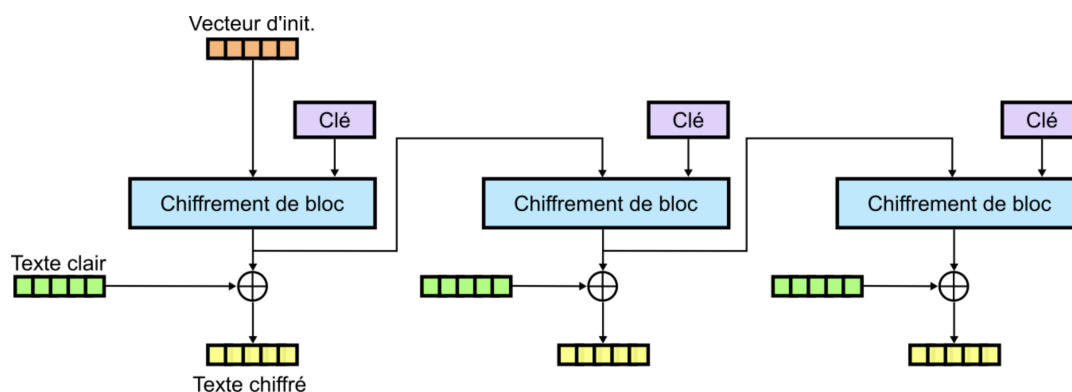 Vecteur d'init.
Clé
Clé
Clé
Chiffrement de bloc
Chiffrement de bloc
Chiffrement de bloc
Texte clair
Texte chiffré